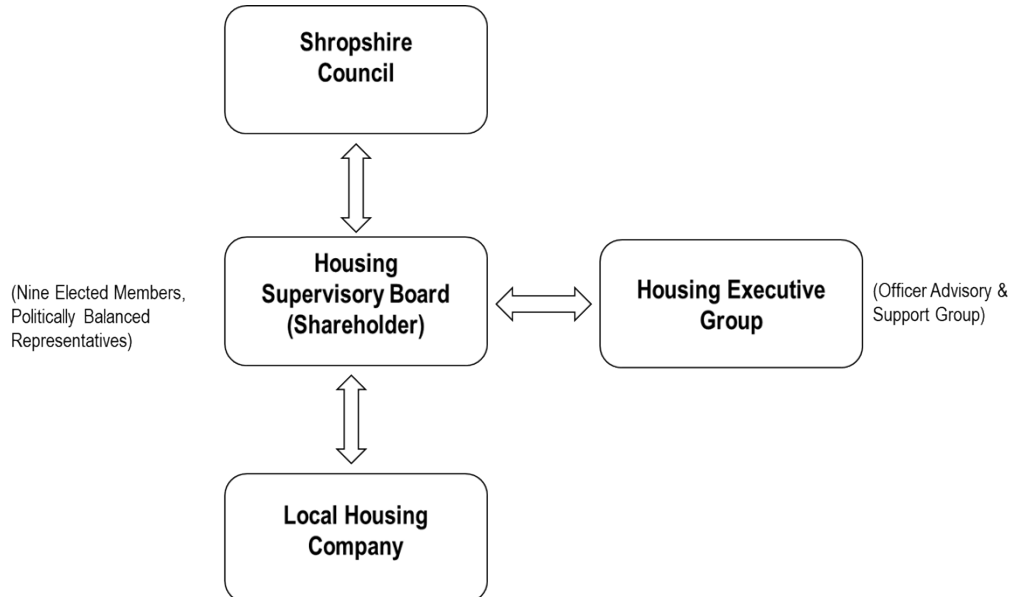 Shropshire
Council
(Nine Elected Members,
Politically Balanced
Representatives)
Housing
Supervisory Board
(Shareholder)
Housing Executive
Group
(Officer Advisory &
Support Group)
Local Housing
Company